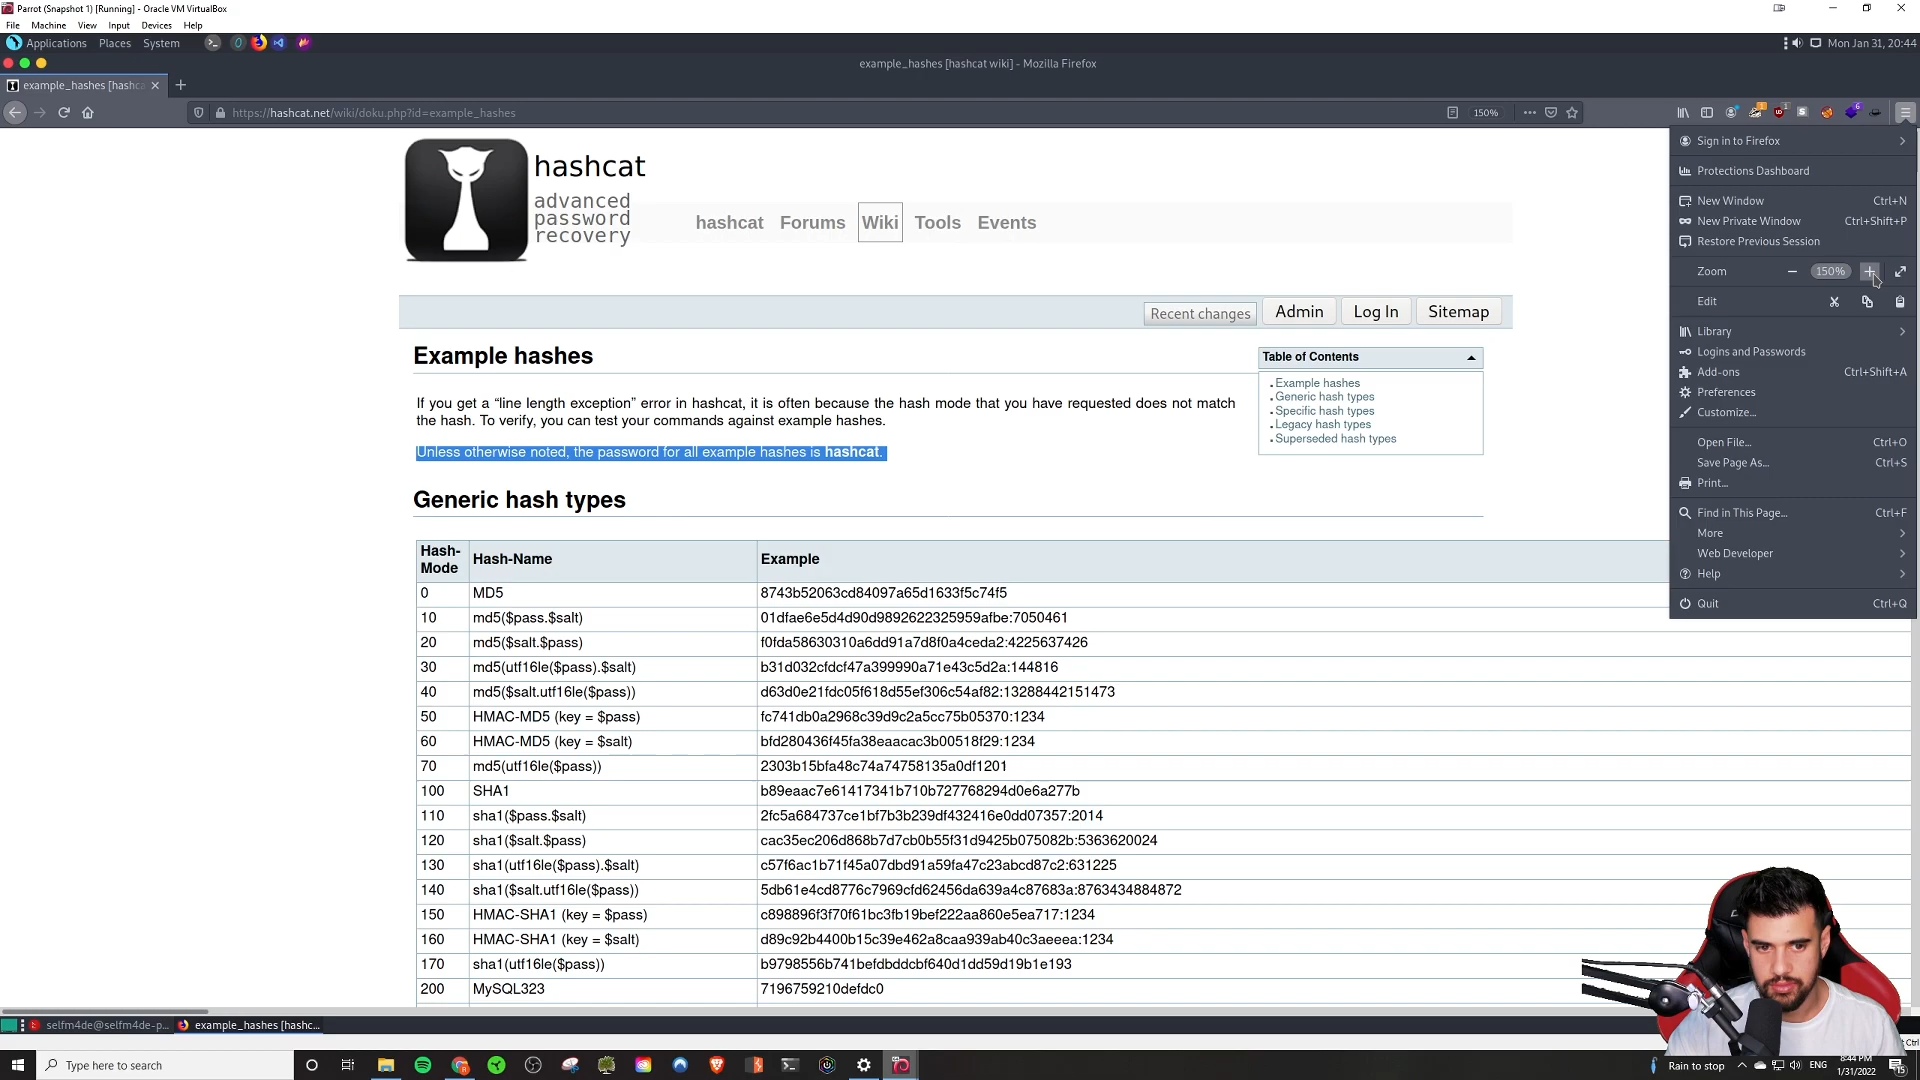 Parrot (Snapshot 1) [Running] - Oracle VM VirtualBox
File Machine View Input Devices Help
Applications Places System
Mon Jan 31, 20:44
example_hashes [hashcat wiki] - Mozilla Firefox
example_hashes [hashca
https://hashcat.net/wiki/doku.php?id=example_hashes
150%
hashcat
advanced
password
recovery
hashcat Forums Wiki Tools Events
Recent changes Admin Log In Sitemap
Example hashes
If you get a “line length exception” error in hashcat, it is often because the hash mode that you have requested does not match
the hash. To verify, you can test your commands against example hashes.
Unless otherwise noted, the password for all example hashes is hashcat.
Table of Contents
Example hashes
Generic hash types
Specific hash types
Legacy hash types
Superseded hash types
Generic hash types
Hash-Mode Hash-Name Example
0 MD5 8743b52063cd84097a65d1633f5c74f5
10 md5($pass.$salt) 01dfae6e5d4d90d9892622325959afbe:7050461
20 md5($salt.$pass) f0fda58630310a6dd91a7d8f0a4ceda2:4225637426
30 md5(utf16le($pass).$salt) b31d032cfdcf47a399990a71e43c5d2a:144816
40 md5($salt.utf16le($pass)) d63d0e21fdc05f618d55ef306c54af82:13288442151473
50 HMAC-MD5 (key = $pass) fc741db0a2968c39d9c2a5cc75b05370:1234
60 HMAC-MD5 (key = $salt) bfd280436f45fa38eaacac3b00518f29:1234
70 md5(utf16le($pass)) 2303b15bfa48c74a74758135a0df1201
100 SHA1 b89eaac7e61417341b710b727768294d0e6a277b
110 sha1($pass.$salt) 2fc5a684737ce1bf7b3b239df432416e0dd07357:2014
120 sha1($salt.$pass) cac35ec206d868b7d7cb0b55f31d9425b075082b:5363620024
130 sha1(utf16le($pass).$salt) c57f6ac1b71f45a07dbd91a59fa47c23abcd87c2:631225
140 sha1($salt.utf16le($pass)) 5db61e4cd8776c7969cfd62456da639a4c87683a:8763434884872
150 HMAC-SHA1 (key = $pass) c898896f3f70f61bc3fb19bef222aa860e5ea717:1234
160 HMAC-SHA1 (key = $salt) d89c92b4400b15c39e462a8caa939ab40c3aeeea:1234
170 sha1(utf16le($pass)) b9798556b741befdbddcbf640d1dd59d19b1e193
200 MySQL323 7196759210defdc0
Sign in to Firefox
Protections Dashboard
New Window Ctrl+N
New Private Window Ctrl+Shift+P
Restore Previous Session
Zoom 150%
Edit
Library
Logins and Passwords
Add-ons Ctrl+Shift+A
Preferences
Customize...
Open File... Ctrl+O
Save Page As... Ctrl+S
Print...
Find in This Page... Ctrl+F
More
Web Developer
Help
Quit Ctrl+Q
selfm4de@selfm4de-p... example_hashes [hashc...
Type here to search
Rain to stop ENG
8:44 PM
1/31/2022